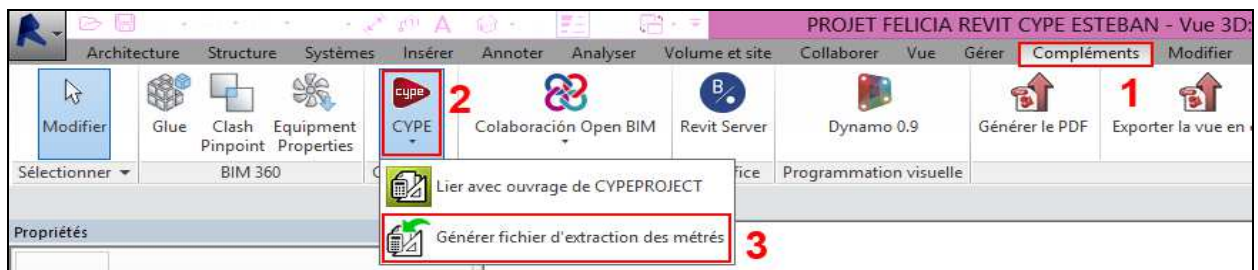 PROJET FELICIA REVIT CYPE ESTEBAN - Vue 3D:
Architecture Structure Systèmes Insérer Annoter Analyser Volume et site Collaborer Vue Gérer Compléments Modifier
1
2
Modifier
Glue
Clash Pinpoint
Equipment Properties
cype
CYPE
Colaboración Open BIM
Revit Server
Dynamo 0.9
Générer le PDF
Exporter la vue en
Sélectionner
BIM 360
Programmation visuelle
Lier avec ouvrage de CYPEPROJECT
Générer fichier d'extraction des métrés
3
Propriétés